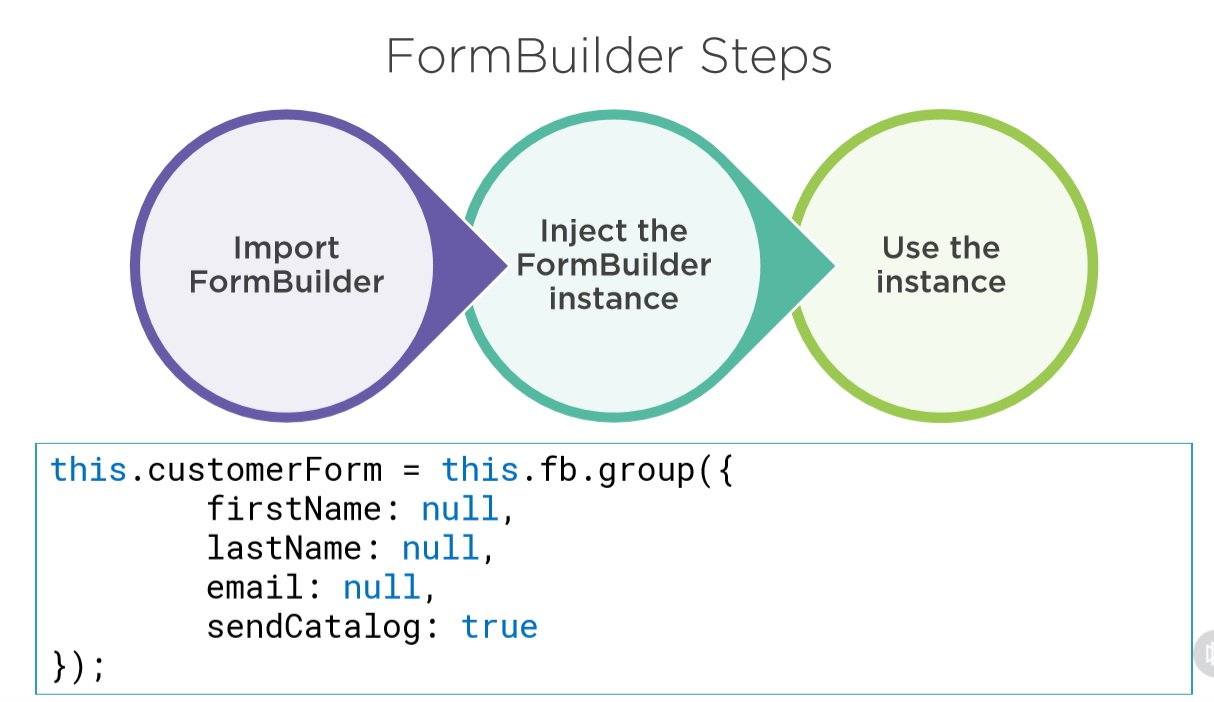 FormBuilder Steps
Import
FormBuilder
Inject the
FormBuilder
instance
Use the
instance
this.customerForm = this.fb.group({
        firstName: null,
        lastName: null,
        email: null,
        sendCatalog: true
});